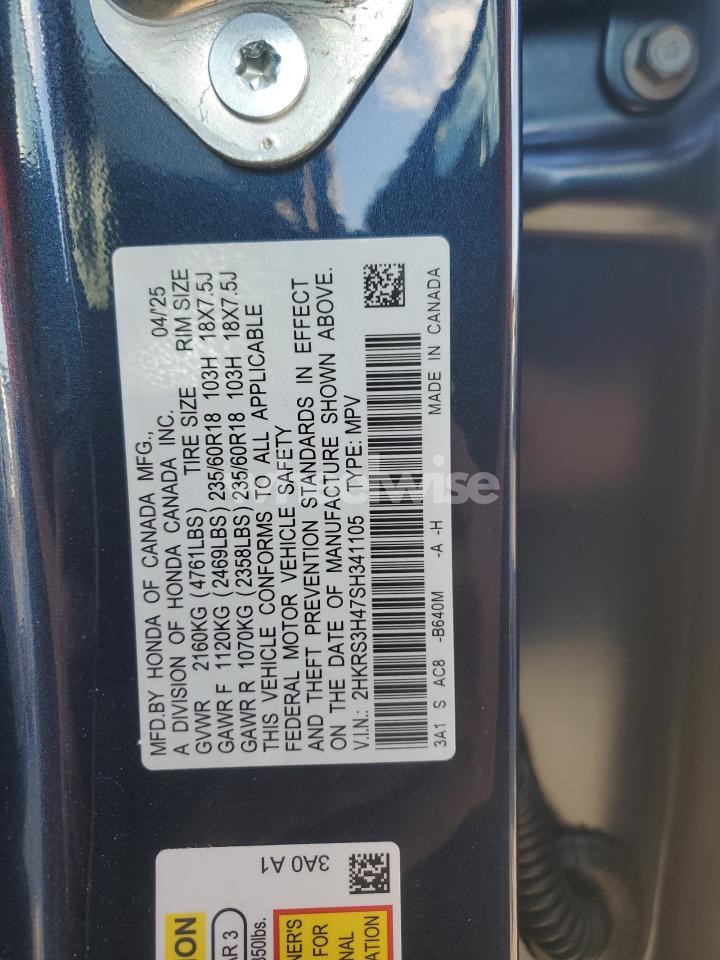 MFD.BY HONDA OF CANADA MFG., 04/'25
A DIVISION OF HONDA CANADA INC.
GVWR 2160KG (4761LBS) TIRE SIZE RIM SIZE
GAWR F 1120KG (2469LBS) 235/60R18 103H 18X7.5J
GAWR R 1070KG (2358LBS) 235/60R18 103H 18X7.5J
THIS VEHICLE CONFORMS TO ALL APPLICABLE
FEDERAL MOTOR VEHICLE SAFETY
AND THEFT PREVENTION STANDARDS IN EFFECT
ON THE DATE OF MANUFACTURE SHOWN ABOVE.
V.I.N.: 2HKRS3H47SH341105 TYPE: MPV
3A1 S AC8 -B640M -A -H MADE IN CANADA
3A0 A1
350lbs.
FOR